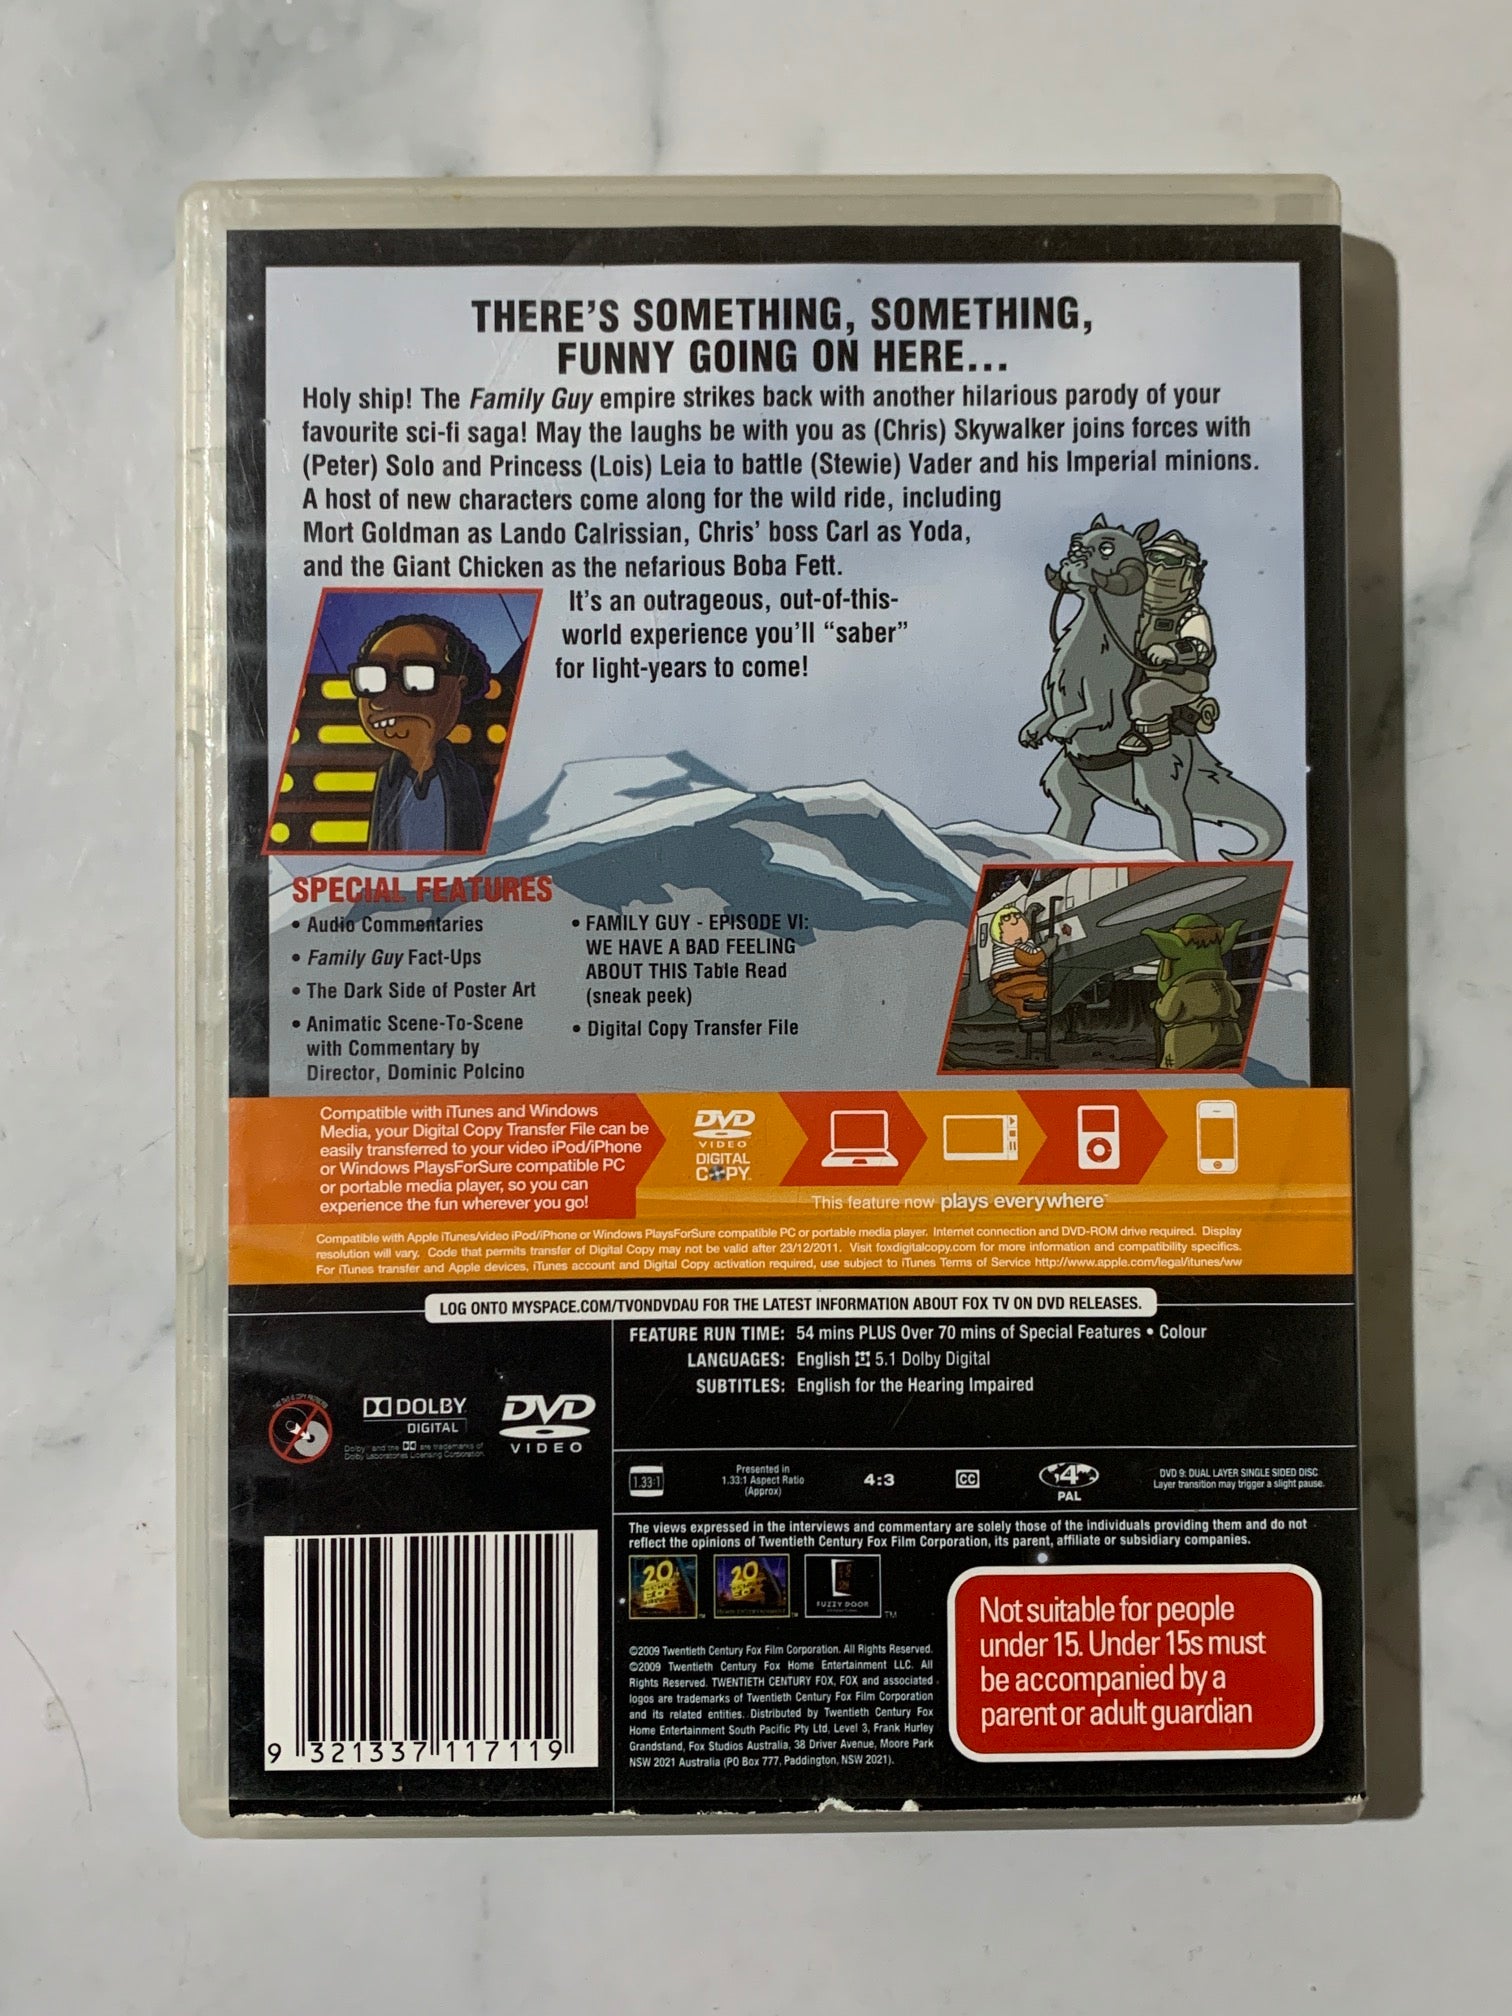 THERE'S SOMETHING, SOMETHING,
FUNNY GOING ON HERE...
Holy ship! The Family Guy empire strikes back with another hilarious parody of your
favourite sci-fi saga! May the laughs be with you as (Chris) Skywalker joins forces with
(Peter) Solo and Princess (Lois) Leia to battle (Stewie) Vader and his Imperial minions.
A host of new characters come along for the wild ride, including
Mort Goldman as Lando Calrissian, Chris' boss Carl as Yoda,
and the Giant Chicken as the nefarious Boba Fett.
It's an outrageous, out-of-this-
world experience you'll "saber"
for light-years to come!
SPECIAL FEATURES
• Audio Commentaries
• Family Guy Fact-Ups
• The Dark Side of Poster Art
• Animatic Scene-To-Scene
with Commentary by
Director, Dominic Polcino
• FAMILY GUY - EPISODE VI:
WE HAVE A BAD FEELING
ABOUT THIS Table Read
(sneak peek)
• Digital Copy Transfer File
Compatible with iTunes and Windows
Media, your Digital Copy Transfer File can be
easily transferred to your video iPod/iPhone
or Windows PlaysForSure compatible PC
or portable media player, so you can
experience the fun wherever you go!
DVD
VIDEO
DIGITAL
COPY
This feature now plays everywhere™
Compatible with Apple iTunes/video iPod/iPhone or Windows PlaysForSure compatible PC or portable media player. Internet connection and DVD-ROM drive required. Display
resolution will vary. Code that permits transfer of Digital Copy may not be valid after 23/12/2011. Visit foxdigitalcopy.com for more information and compatibility specifics.
For iTunes transfer and Apple devices, iTunes account and Digital Copy activation required, use subject to iTunes Terms of Service http://www.apple.com/legal/itunes/ww
LOG ONTO MYSPACE.COM/TVONDVDAU FOR THE LATEST INFORMATION ABOUT FOX TV ON DVD RELEASES.
FEATURE RUN TIME: 54 mins PLUS Over 70 mins of Special Features • Colour
LANGUAGES: English 5.1 Dolby Digital
SUBTITLES: English for the Hearing Impaired
DOLBY
DIGITAL
Dolby and the DD are trademarks of
Dolby Laboratories Licensing Corporation
DVD
VIDEO
1.33:1
Presented in
1.33:1 Aspect Ratio
(Approx)
4:3
CC
4
PAL
DVD 9: DUAL LAYER SINGLE SIDED DISC
Layer transition may trigger a slight pause.
The views expressed in the interviews and commentary are solely those of the individuals providing them and do not
reflect the opinions of Twentieth Century Fox Film Corporation, its parent, affiliate or subsidiary companies.
20
™
20
™
FUZZY DOOR
TM
©2009 Twentieth Century Fox Film Corporation. All Rights Reserved.
©2009 Twentieth Century Fox Home Entertainment LLC. All
Rights Reserved. TWENTIETH CENTURY FOX, FOX and associated
logos are trademarks of Twentieth Century Fox Film Corporation
and its related entities. Distributed by Twentieth Century Fox
Home Entertainment South Pacific Pty Ltd, Level 3, Frank Hurley
Grandstand, Fox Studios Australia, 38 Driver Avenue, Moore Park
NSW 2021 Australia (PO Box 777, Paddington, NSW 2021).
Not suitable for people
under 15. Under 15s must
be accompanied by a
parent or adult guardian
9 321337 117119